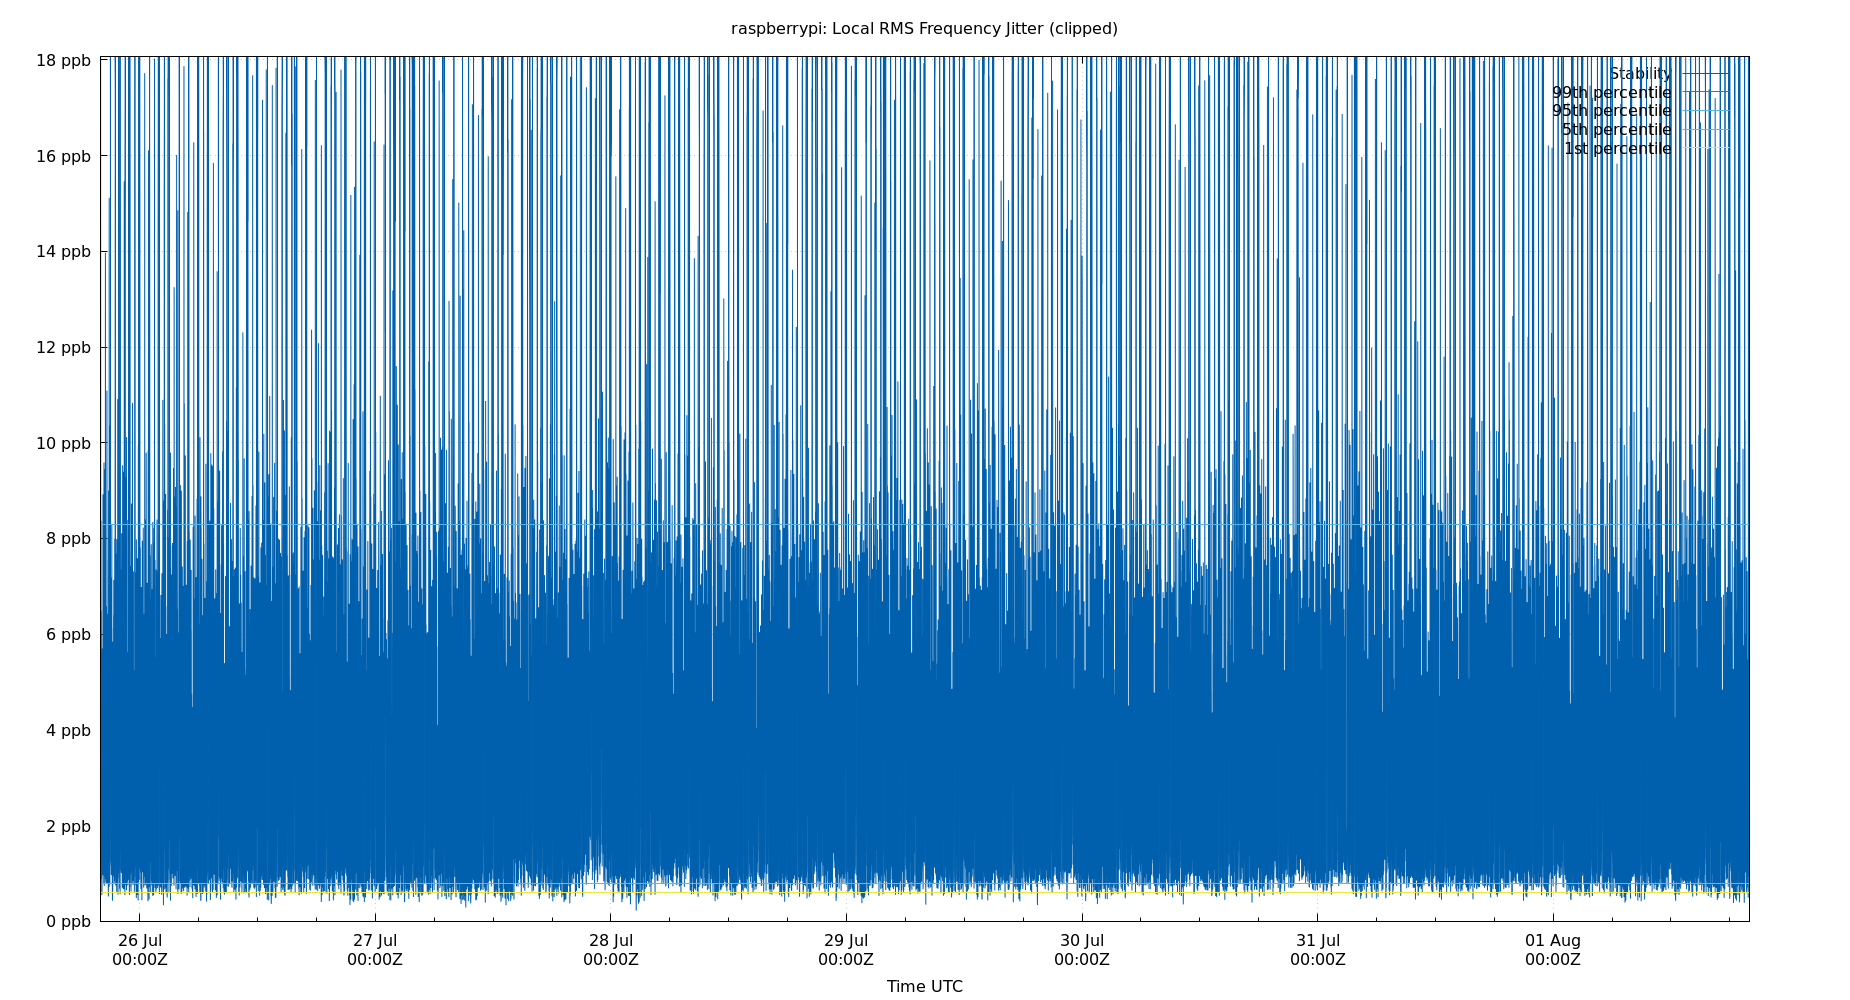 raspberrypi: Local RMS Frequency Jitter (clipped)
18 ppb
16 ppb
14 ppb
12 ppb
10 ppb
8 ppb
6 ppb
4 ppb
2 ppb
0 ppb
Stability
99th percentile
95th percentile
5th percentile
1st percentile
26 Jul 27 Jul 28 Jul 29 Jul 30 Jul 31 Jul 01 Aug
00:00Z 00:00Z 00:00Z 00:00Z 00:00Z 00:00Z 00:00Z
Time UTC